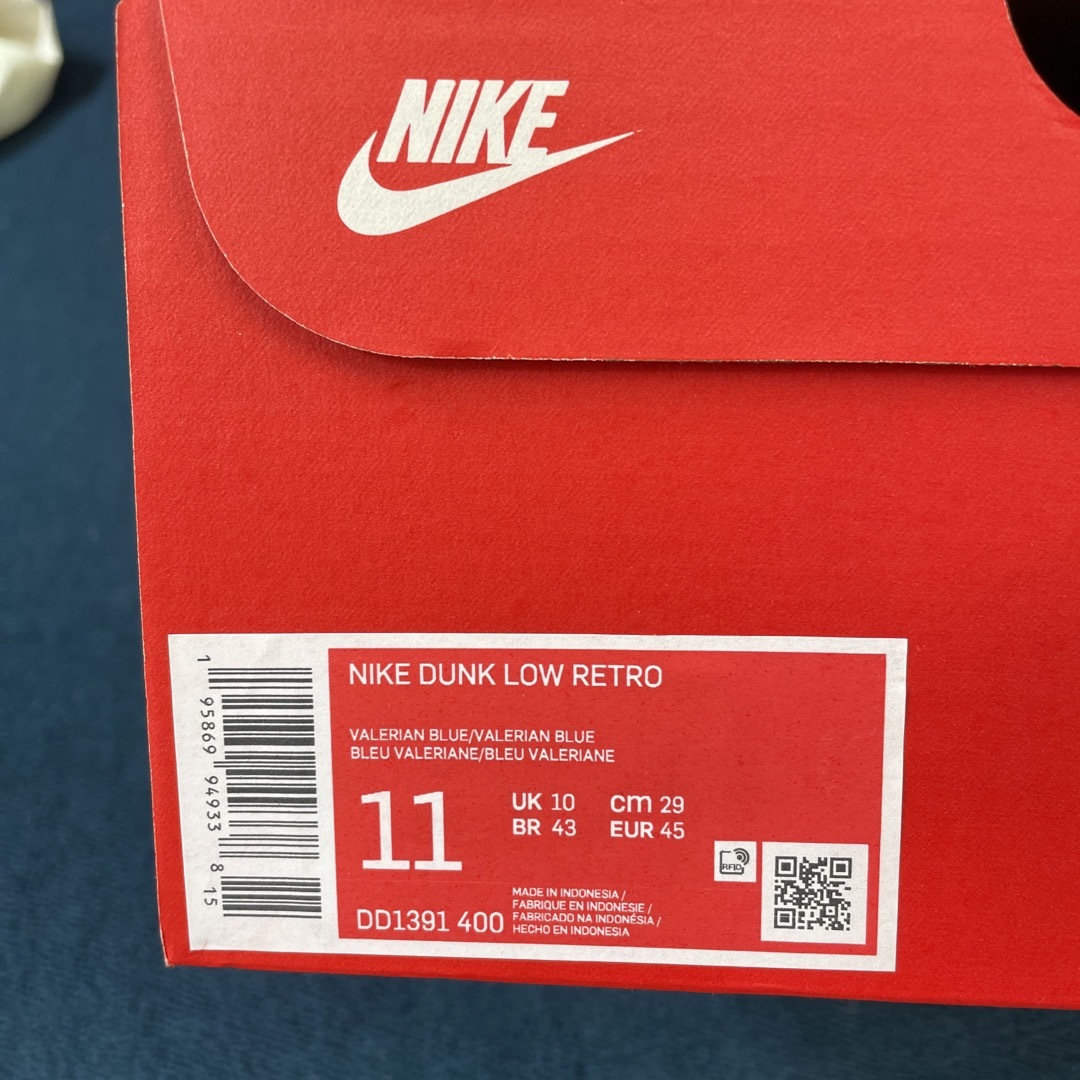 NIKE
NIKE DUNK LOW RETRO
VALERIAN BLUE/VALERIAN BLUE
BLEU VALERIANE/BLEU VALERIANE
11
UK 10 cm 29
BR 43 EUR 45
DD1391 400
MADE IN INDONESIA /
FABRIQUE EN INDONESIE /
FABRICADO NA INDONÉSIA /
HECHO EN INDONESIA
RFID
1 95869 94933 8 15